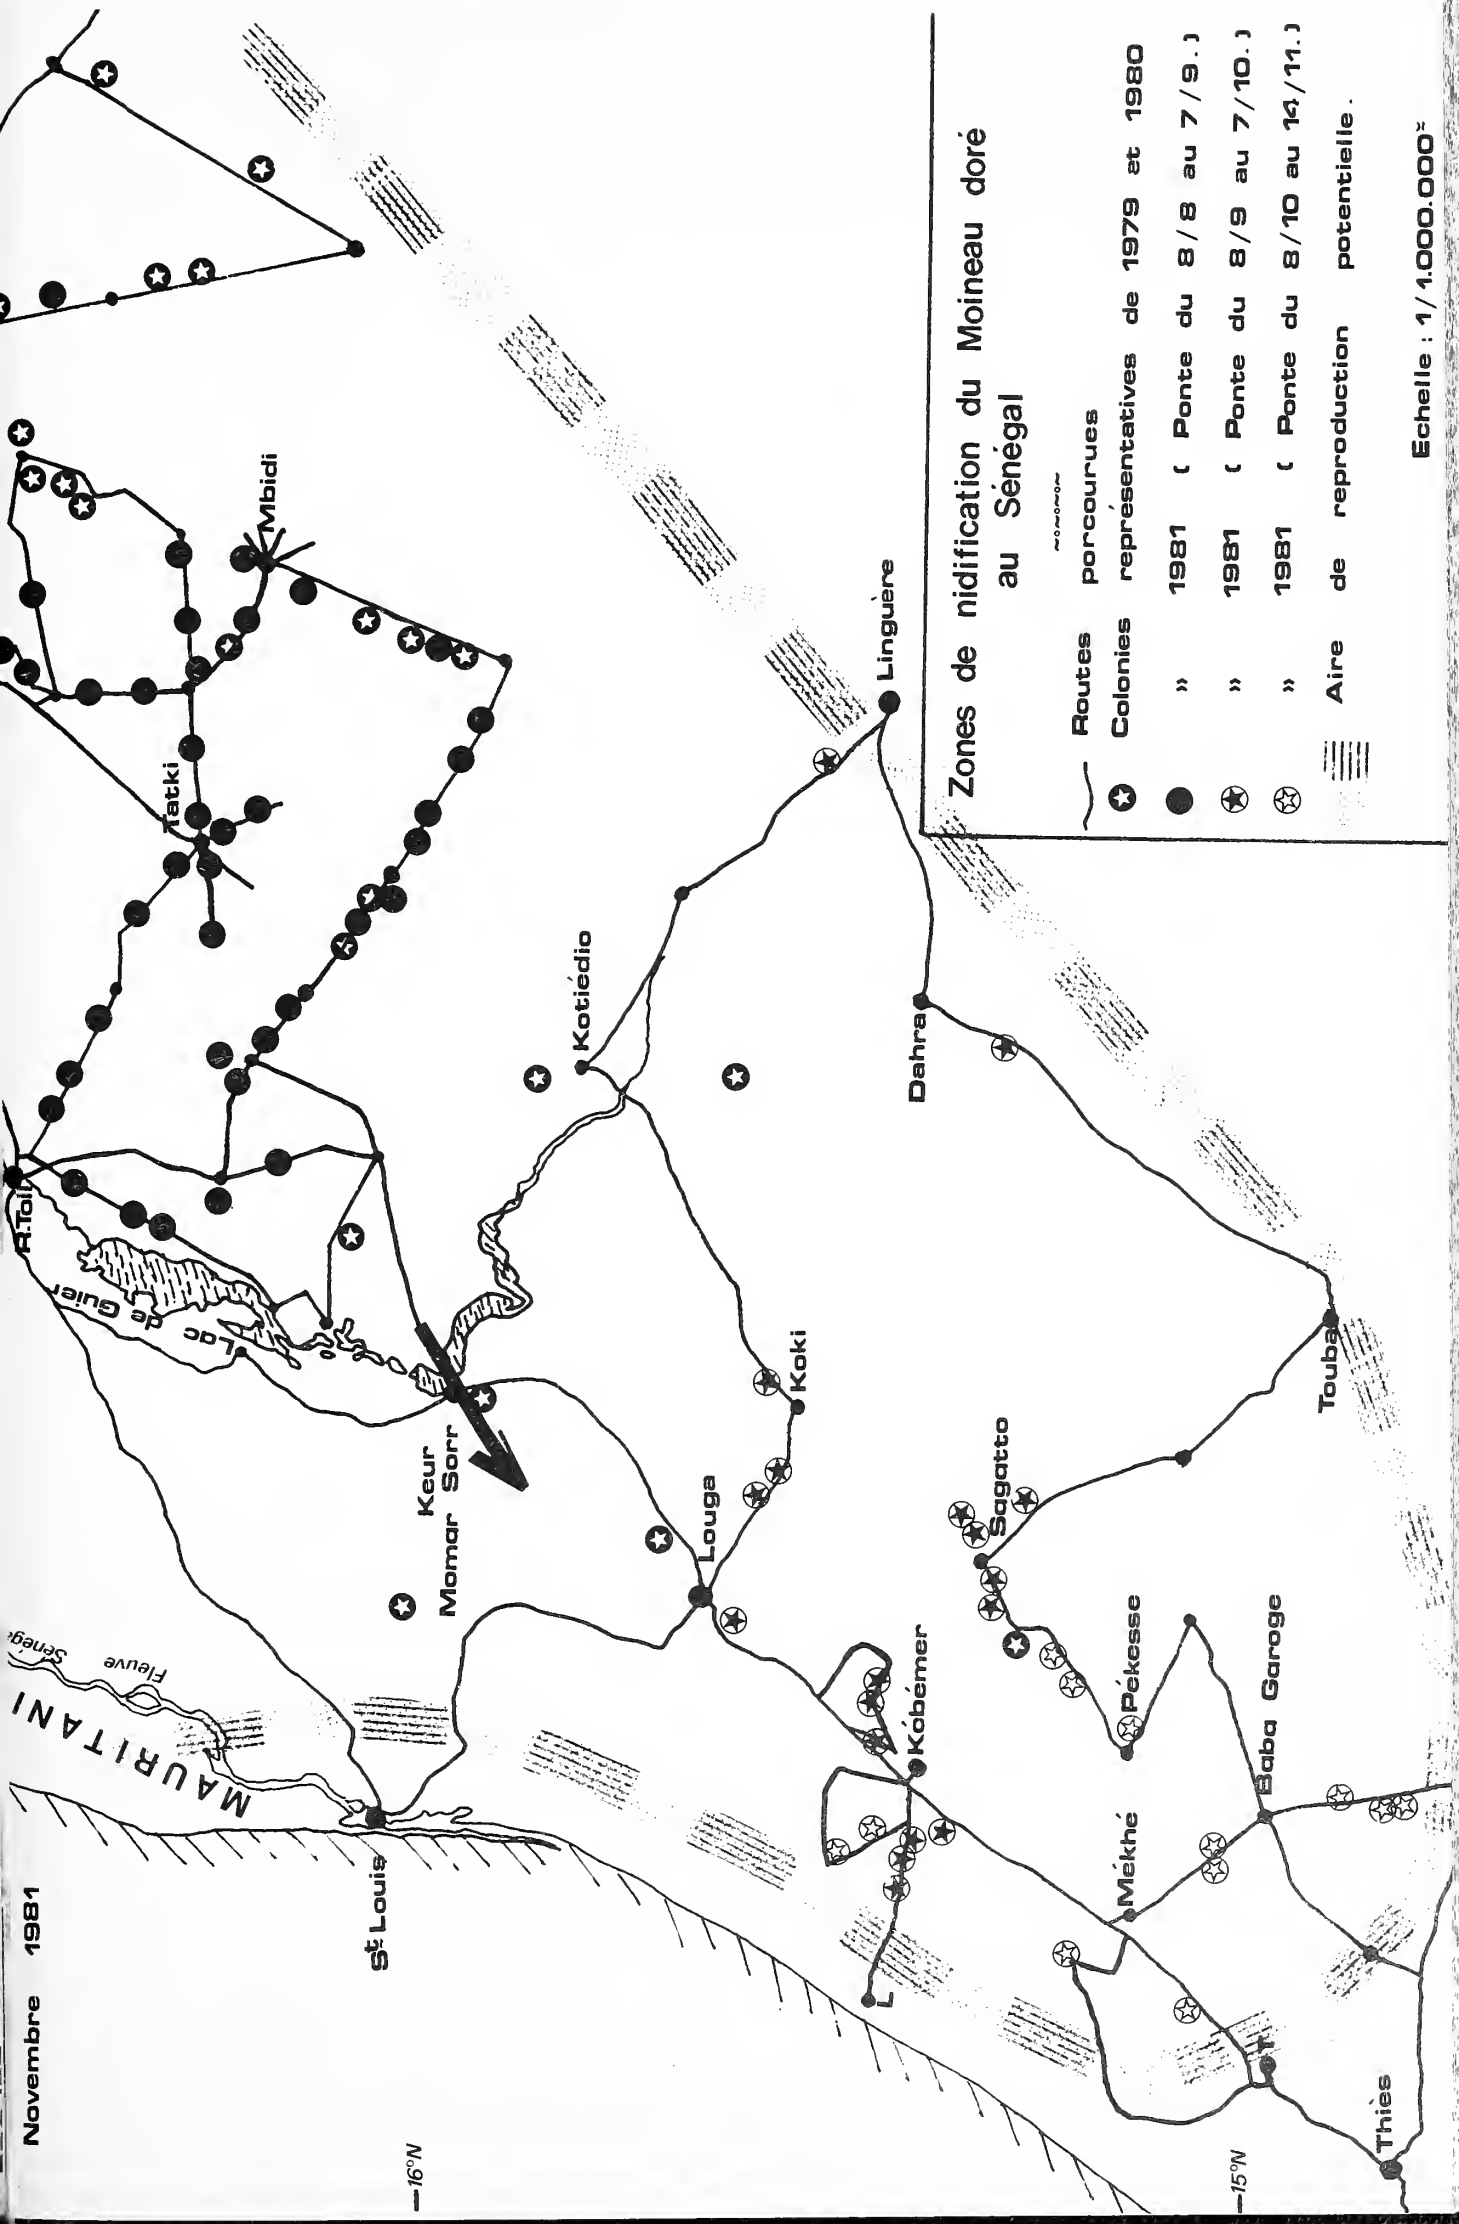 Novembre 1981
MAURITANI
Fleuve
Sénég
R.Toll
Lac de Guier
Tatki
Mbidi
Keur
Momar Sorr
St Louis
—16°N
Kotiédio
Louga
Koki
Linguère
Dahra
Kébémer
L
Sagatto
Pékesse
Mékhé
Baba Garage
Touba
T
Thiès
—15°N
Zones de nidification du Moineau doré
au Sénégal
~°~°~°~°~
Routes porcourues
Colonies représentatives de 1979 et 1980
» 1981 ( Ponte du 8/8 au 7/9.)
» 1981 ( Ponte du 8/9 au 7/10.)
» 1981 ( Ponte du 8/10 au 14/11.)
Aire de reproduction potentielle.
Echelle : 1/1.000.000e